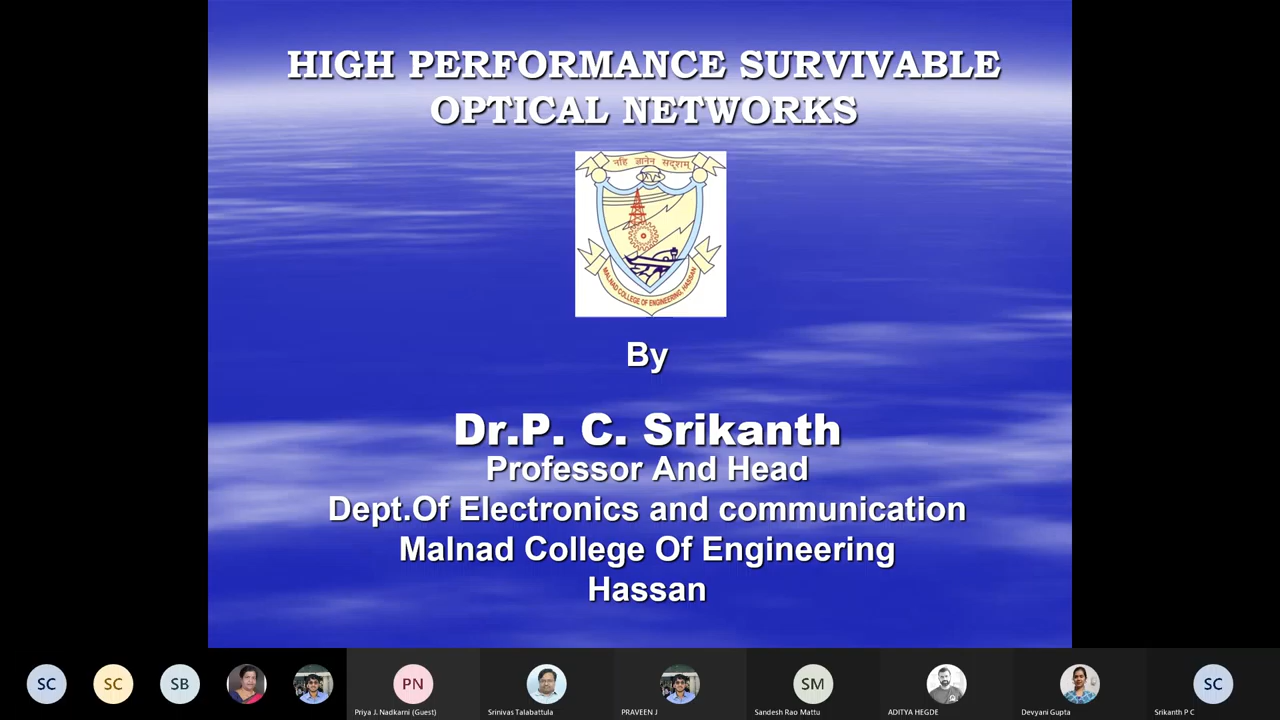 HIGH PERFORMANCE SURVIVABLE
OPTICAL NETWORKS
नहि ज्ञानेन सदृशम्
MALNAD COLLEGE OF ENGINEERING, HASSAN
By
Dr.P. C. Srikanth
Professor And Head
Dept.Of Electronics and communication
Malnad College Of Engineering
Hassan
SC
SC
SB
PN
SM
SC
Priya J. Nadkarni (Guest)
Srinivas Talabattula
PRAVEEN J
Sandesh Rao Mattu
ADITYA HEGDE
Devyani Gupta
Srikanth P C